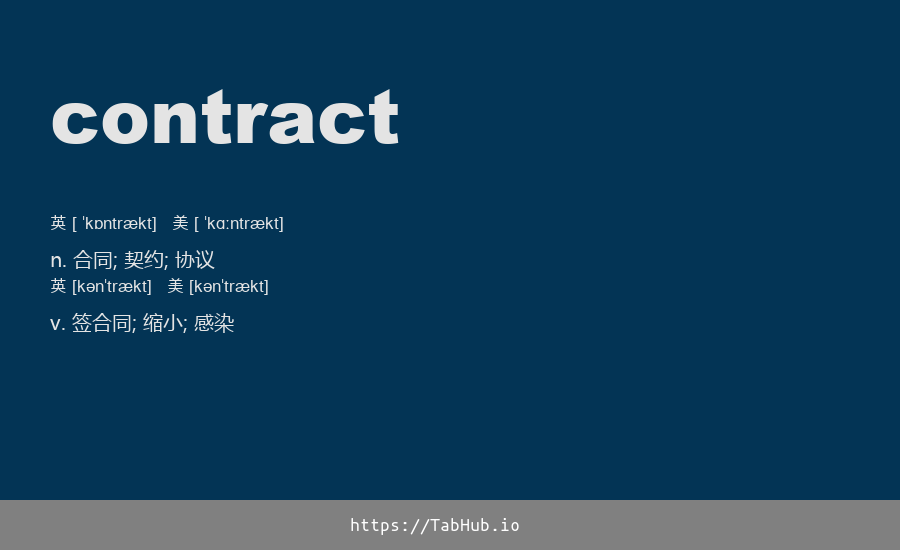 contract
英 [ ˈkɒntrækt]   美 [ ˈkɑːntrækt]
n. 合同; 契约; 协议
英 [kənˈtrækt]   美 [kənˈtrækt]
v. 签合同; 缩小; 感染
https://TabHub.io